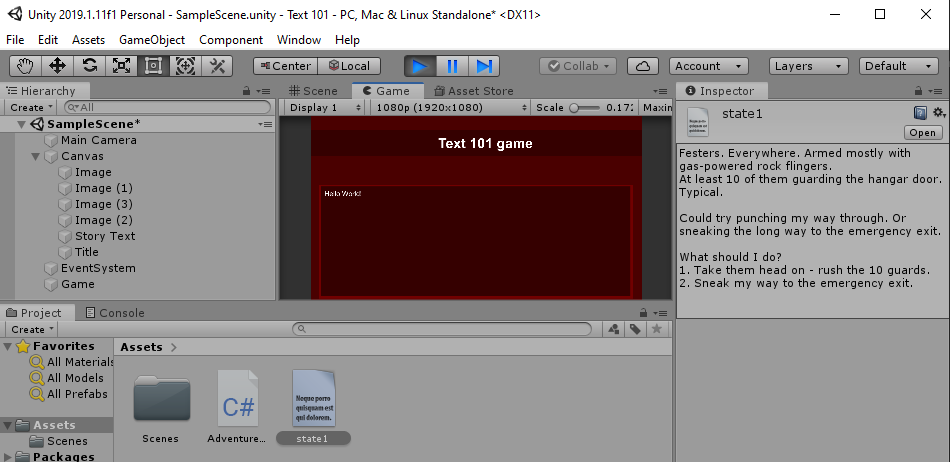 Unity 2019.1.11f1 Personal - SampleScene.unity - Text 101 - PC, Mac & Linux Standalone* <DX11>
File Edit Assets GameObject Component Window Help
Center Local Collab Account Layers Default
Hierarchy
Create All
SampleScene*
Main Camera
Canvas
Image
Image (1)
Image (3)
Image (2)
Story Text
Title
EventSystem
Game
Scene Game Asset Store
Display 1 1080p (1920x1080) Scale 0.17 Maxin
Text 101 game
Hello World!
Inspector
state1
Open
Festers. Everywhere. Armed mostly with
gas-powered rock flingers.
At least 10 of them guarding the hangar door.
Typical.
Could try punching my way through. Or
sneaking the long way to the emergency exit.
What should I do?
1. Take them head on - rush the 10 guards.
2. Sneak my way to the emergency exit.
Project Console
Create
Favorites
All Materials
All Models
All Prefabs
Assets
Scenes
Packages
Assets
C#
Neque porro
quisquam est
qui dolorem.
Scenes Adventure... state1